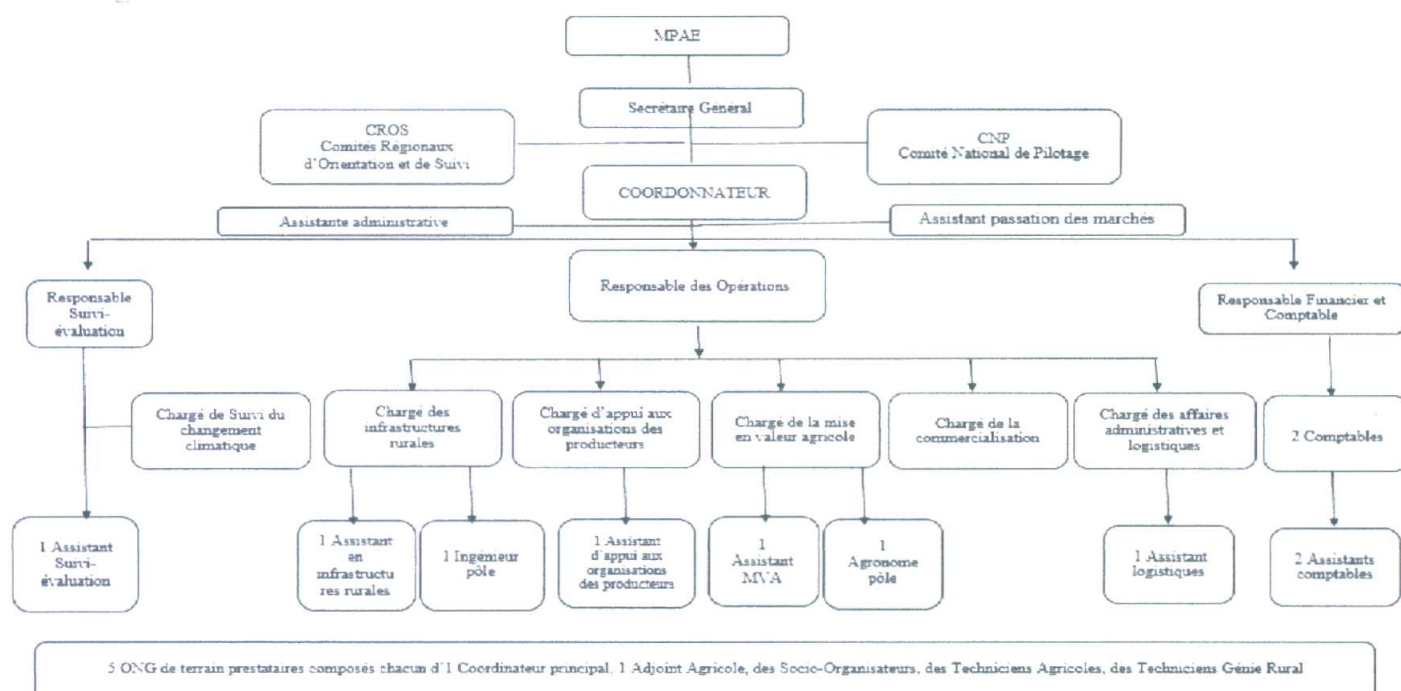 MPAE
Secrétaire Général
CROS
Comités Régionaux
d'Orientation et de Suivi
CNP
Comité National de Pilotage
COORDONNATEUR
Assistante administrative
Assistant passation des marchés
Responsable
Suivi-
évaluation
Responsable des Opérations
Responsable Financier et
Comptable
Chargé de Suivi du
changement
climatique
Chargé des
infrastructures
rurales
Chargé d'appui aux
organisations des
producteurs
Chargé de la mise
en valeur agricole
Chargé de la
commercialisation
Chargé des affaires
administratives et
logistiques
2 Comptables
1 Assistant
Suivi-
évaluation
1 Assistant
en
infrastructu
res rurales
1 Ingénieur
pôle
1 Assistant
d'appui aux
organisations
des producteurs
1
Assistant
MVA
1
Agronome
pôle
1 Assistant
logistiques
2 Assistants
comptables
5 ONG de terrain prestataires composés chacun d'1 Coordinateur principal, 1 Adjoint Agricole, des Socio-Organisateurs, des Techniciens Agricoles, des Techniciens Génie Rural